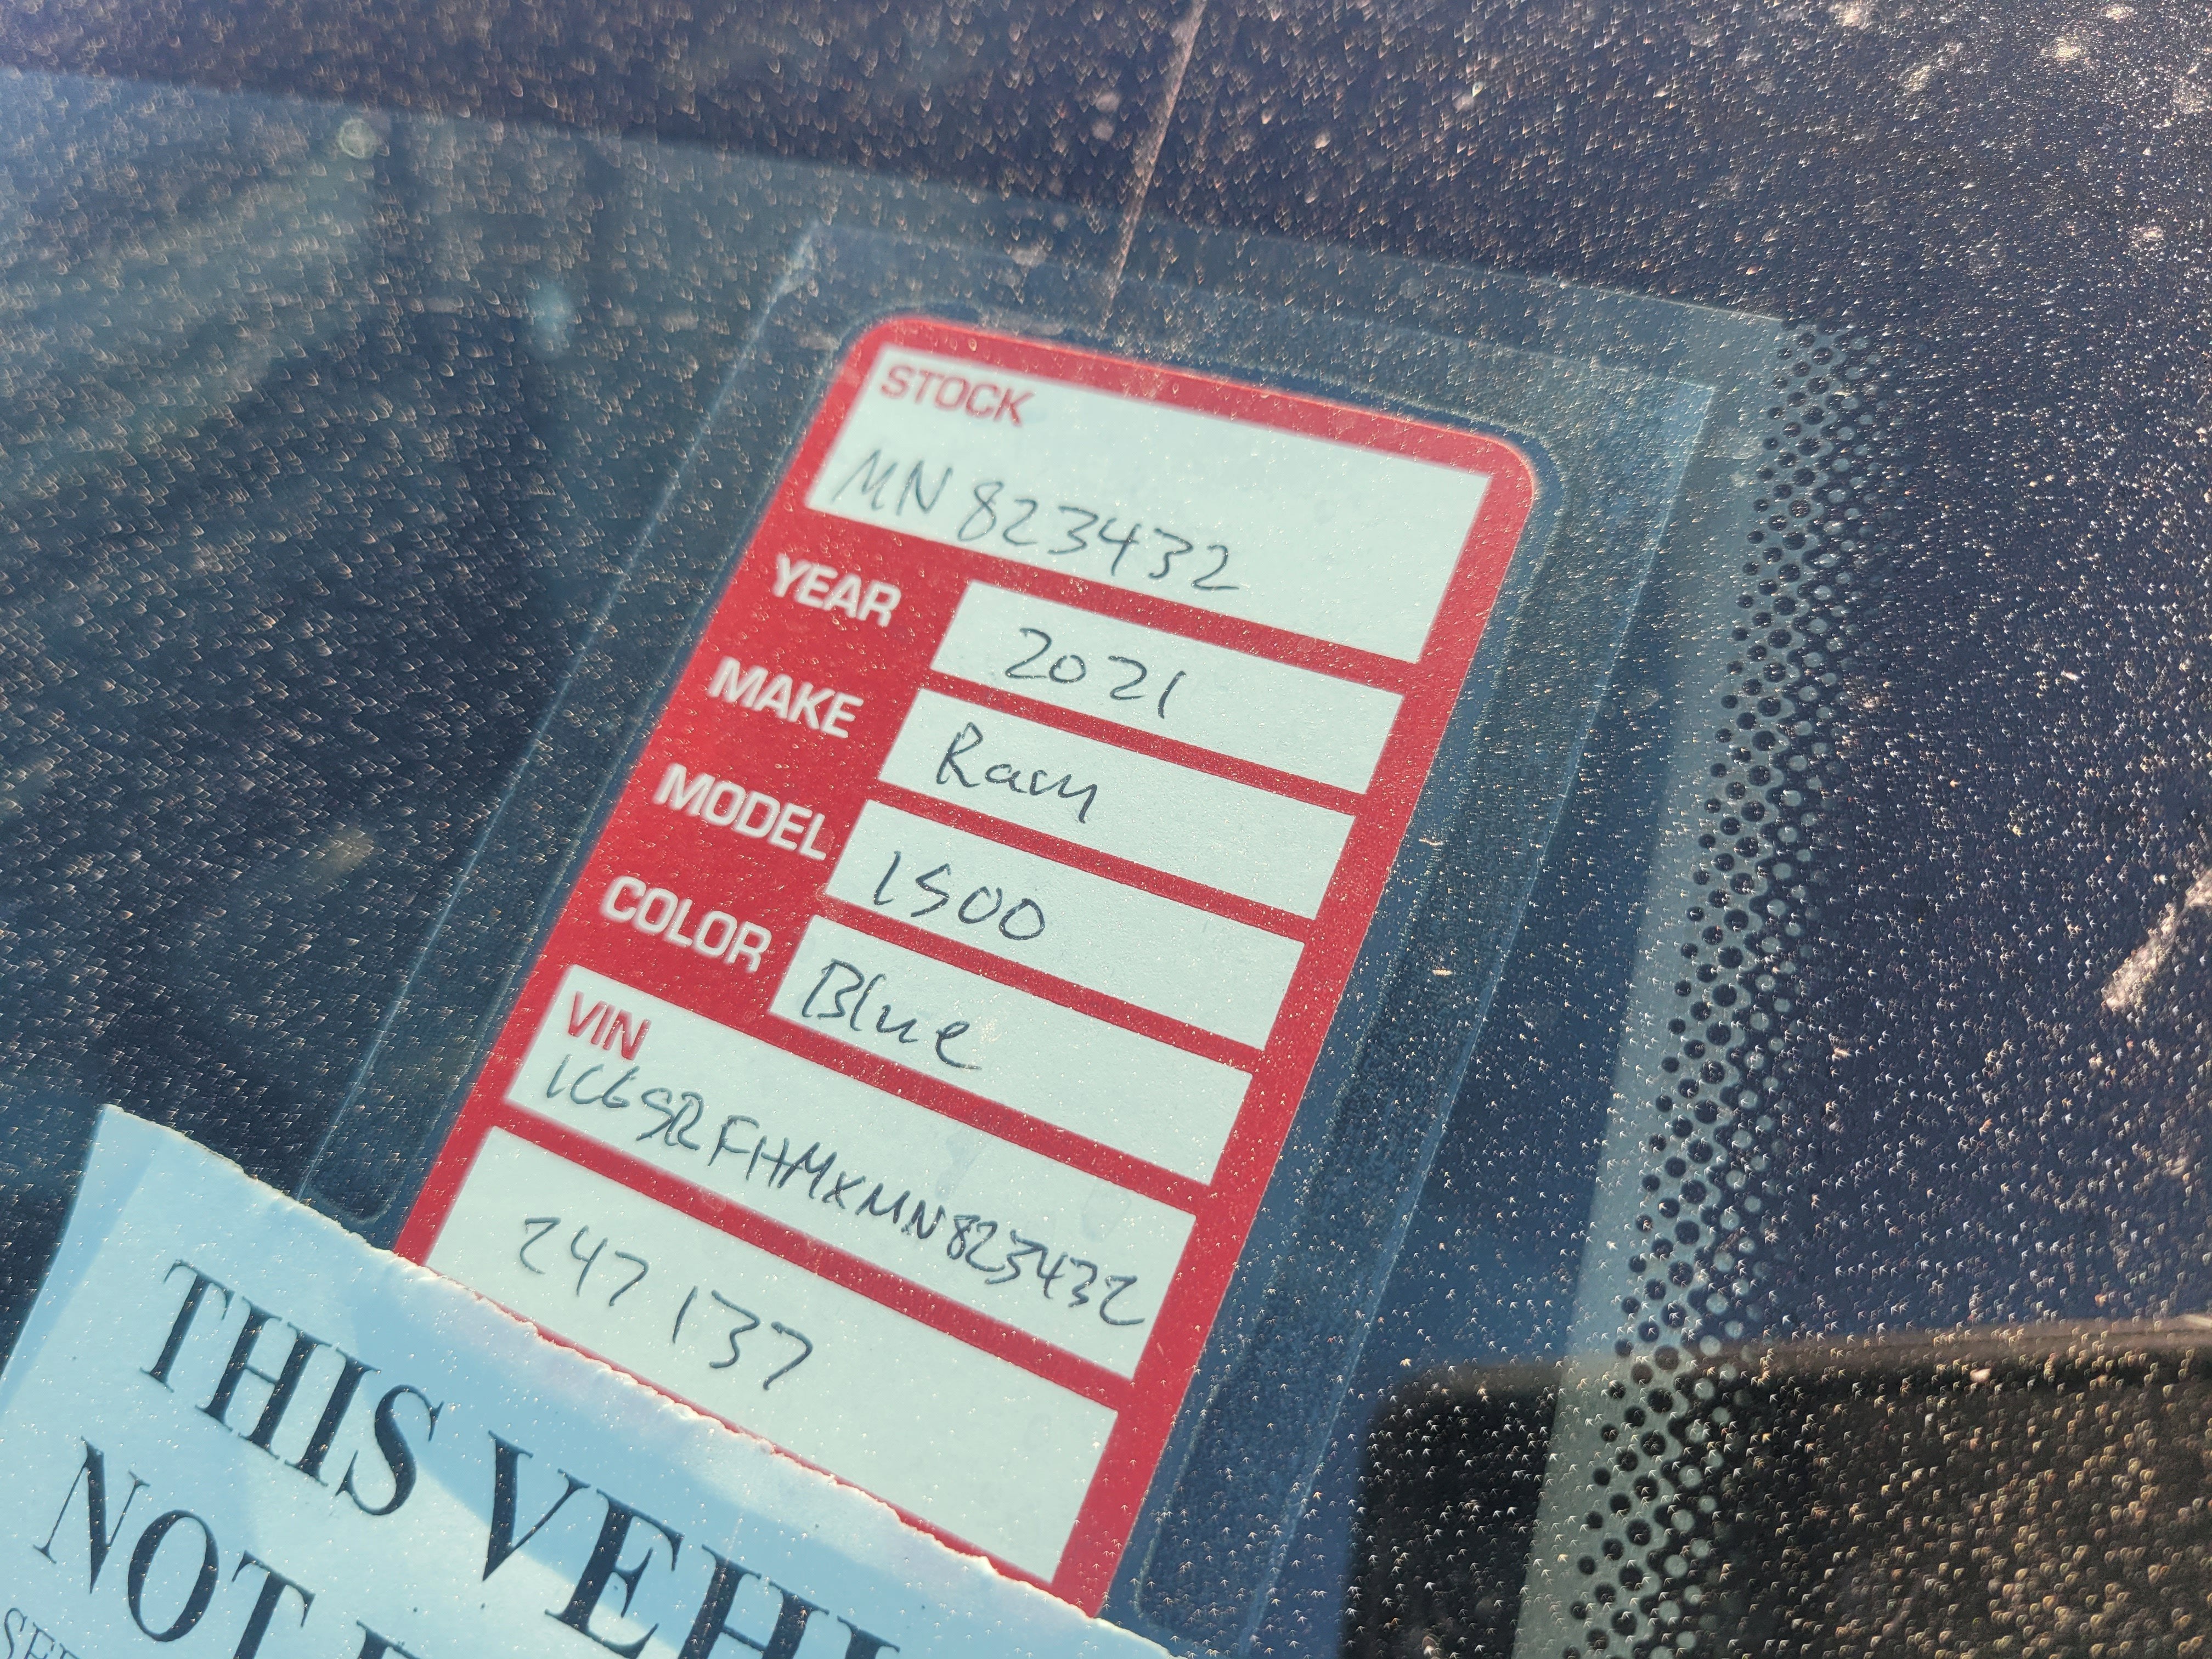 STOCK
MN 823432
YEAR 2021
MAKE Ram
MODEL 1500
COLOR Blue
VIN
1C6SRFHMXMN823432
247137
THIS VEHI
NOT